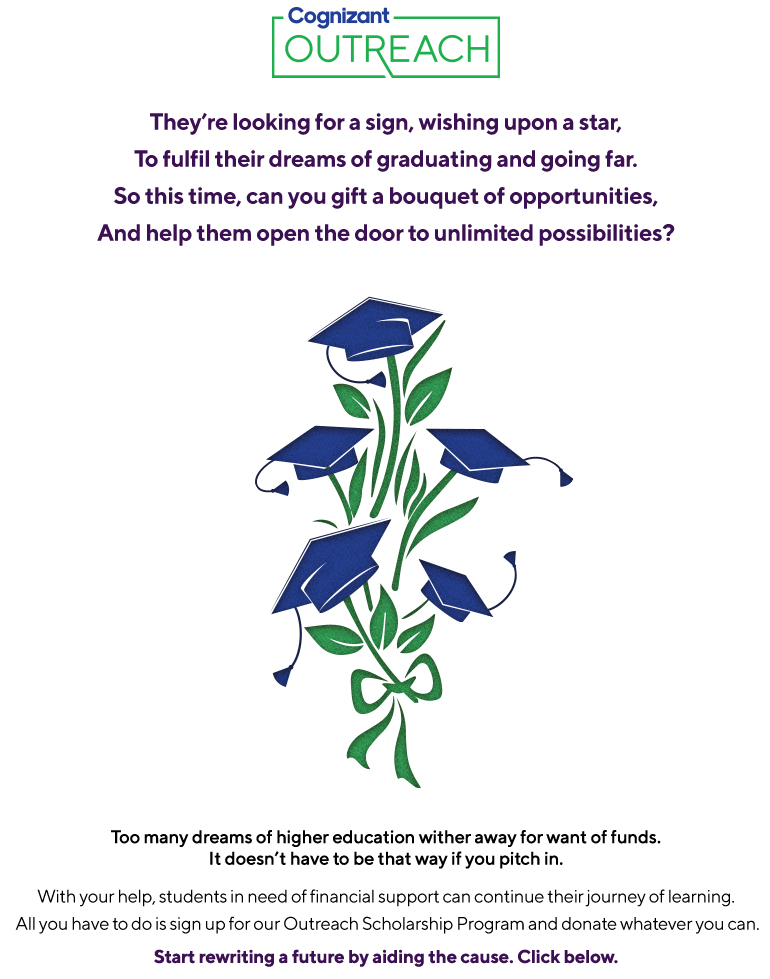 Cognizant
OUTREACH
They're looking for a sign, wishing upon a star,
To fulfil their dreams of graduating and going far.
So this time, can you gift a bouquet of opportunities,
And help them open the door to unlimited possibilities?
Too many dreams of higher education wither away for want of funds.
It doesn't have to be that way if you pitch in.
With your help, students in need of financial support can continue their journey of learning.
All you have to do is sign up for our Outreach Scholarship Program and donate whatever you can.
Start rewriting a future by aiding the cause. Click below.